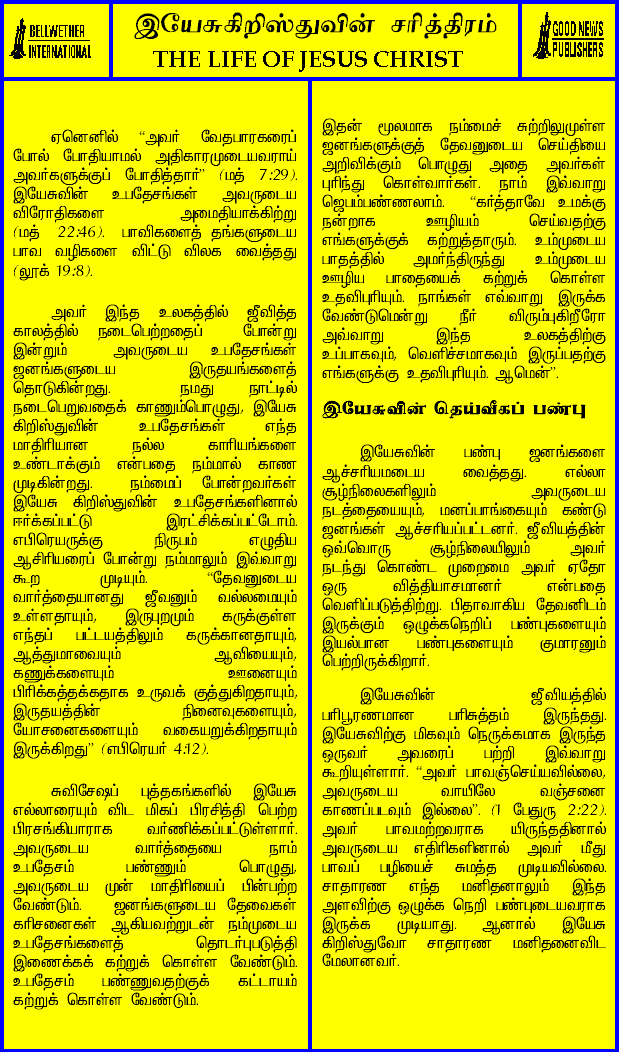 BELLWETHER
INTERNATIONAL
இயேசுகிறிஸ்துவின் சரித்திரம்
THE LIFE OF JESUS CHRIST
GOOD NEWS
PUBLISHERS
ஏனெனில் “அவர் வேதபாரகரைப்
போல் போதியாமல் அதிகாரமுடையவராய்
அவர்களுக்குப் போதித்தார்” (மத் 7:29).
இயேசுவின் உபதேசங்கள் அவருடைய
விரோதிகளை அமைதியாக்கிற்று
(மத் 22:46). பாவிகளைத் தங்களுடைய
பாவ வழிகளை விட்டு விலக வைத்தது
(லூக் 19:8).
அவர் இந்த உலகத்தில் ஜீவித்த
காலத்தில் நடைபெற்றதைப் போன்று
இன்றும் அவருடைய உபதேசங்கள்
ஜனங்களுடைய இருதயங்களைத்
தொடுகின்றது. நமது நாட்டில்
நடைபெறுவதைக் காணும்பொழுது, இயேசு
கிறிஸ்துவின் உபதேசங்கள் எந்த
மாதிரியான நல்ல காரியங்களை
உண்டாக்கும் என்பதை நம்மால் காண
முடிகின்றது. நம்மைப் போன்றவர்கள்
இயேசு கிறிஸ்துவின் உபதேசங்களினால்
ஈர்க்கப்பட்டு இரட்சிக்கப்பட்டோம்.
எபிரெயருக்கு நிருபம் எழுதிய
ஆசிரியரைப் போன்று நம்மாலும் இவ்வாறு
கூற முடியும். “தேவனுடைய
வார்த்தையானது ஜீவனும் வல்லமையும்
உள்ளதாயும், இருபுறமும் கருக்குள்ள
எந்தப் பட்டயத்திலும் கருக்கானதாயும்,
ஆத்துமாவையும் ஆவியையும்,
கணுக்களையும் ஊனையும்
பிரிக்கத்தக்கதாக உருவக் குத்துகிறதாயும்,
இருதயத்தின் நினைவுகளையும்,
யோசனைகளையும் வகையறுக்கிறதாயும்
இருக்கிறது” (எபிரெயர் 4:12).
சுவிசேஷப் புத்தகங்களில் இயேசு
எல்லாரையும் விட மிகப் பிரசித்தி பெற்ற
பிரசங்கியாராக வர்ணிக்கப்பட்டுள்ளார்.
அவருடைய வார்த்தையை நாம்
உபதேசம் பண்ணும் பொழுது,
அவருடைய முன் மாதிரியைப் பின்பற்ற
வேண்டும். ஜனங்களுடைய தேவைகள்
கரிசனைகள் ஆகியவற்றுடன் நம்முடைய
உபதேசங்களைத் தொடர்புபடுத்தி
இணைக்கக் கற்றுக் கொள்ள வேண்டும்.
உபதேசம் பண்ணுவதற்குக் கட்டாயம்
கற்றுக் கொள்ள வேண்டும்.
இதன் மூலமாக நம்மைச் சுற்றிலுமுள்ள
ஜனங்களுக்குத் தேவனுடைய செய்தியை
அறிவிக்கும் பொழுது அதை அவர்கள்
புரிந்து கொள்வார்கள். நாம் இவ்வாறு
ஜெபம்பண்ணலாம். “கர்த்தாவே உமக்கு
நன்றாக ஊழியம் செய்வதற்கு
எங்களுக்குக் கற்றுத்தாரும். உம்முடைய
பாதத்தில் அமர்ந்திருந்து உம்முடைய
ஊழிய பாதையைக் கற்றுக் கொள்ள
உதவிபுரியும். நாங்கள் எவ்வாறு இருக்க
வேண்டுமென்று நீர் விரும்புகிறீரோ
அவ்வாறு இந்த உலகத்திற்கு
உப்பாகவும், வெளிச்சமாகவும் இருப்பதற்கு
எங்களுக்கு உதவிபுரியும். ஆமென்”.
இயேசுவின் தெய்வீகப் பண்பு
இயேசுவின் பண்பு ஜனங்களை
ஆச்சரியமடைய வைத்தது. எல்லா
சூழ்நிலைகளிலும் அவருடைய
நடத்தையையும், மனப்பாங்கையும் கண்டு
ஜனங்கள் ஆச்சரியப்பட்டனர். ஜீவியத்தின்
ஒவ்வொரு சூழ்நிலையிலும் அவர்
நடந்து கொண்ட முறைமை அவர் ஏதோ
ஒரு வித்தியாசமானர் என்பதை
வெளிப்படுத்திற்று. பிதாவாகிய தேவனிடம்
இருக்கும் ஒழுக்கநெறிப் பண்புகளையும்
இயல்பான பண்புகளையும் குமாரனும்
பெற்றிருக்கிறார்.
இயேசுவின் ஜீவியத்தில்
பரிபூரணமான பரிசுத்தம் இருந்தது.
இயேசுவிற்கு மிகவும் நெருக்கமாக இருந்த
ஒருவர் அவரைப் பற்றி இவ்வாறு
கூறியுள்ளார். “அவர் பாவஞ்செய்யவில்லை,
அவருடைய வாயிலே வஞ்சனை
காணப்படவும் இல்லை”. (1 பேதுரு 2:22).
அவர் பாவமற்றவராக யிருந்ததினால்
அவருடைய எதிரிகளினால் அவர் மீது
பாவப் பழியைச் சுமத்த முடியவில்லை.
சாதாரண எந்த மனிதனாலும் இந்த
அளவிற்கு ஒழுக்க நெறி பண்புடையவராக
இருக்க முடியாது. ஆனால் இயேசு
கிறிஸ்துவோ சாதாரண மனிதனைவிட
மேலானவர்.